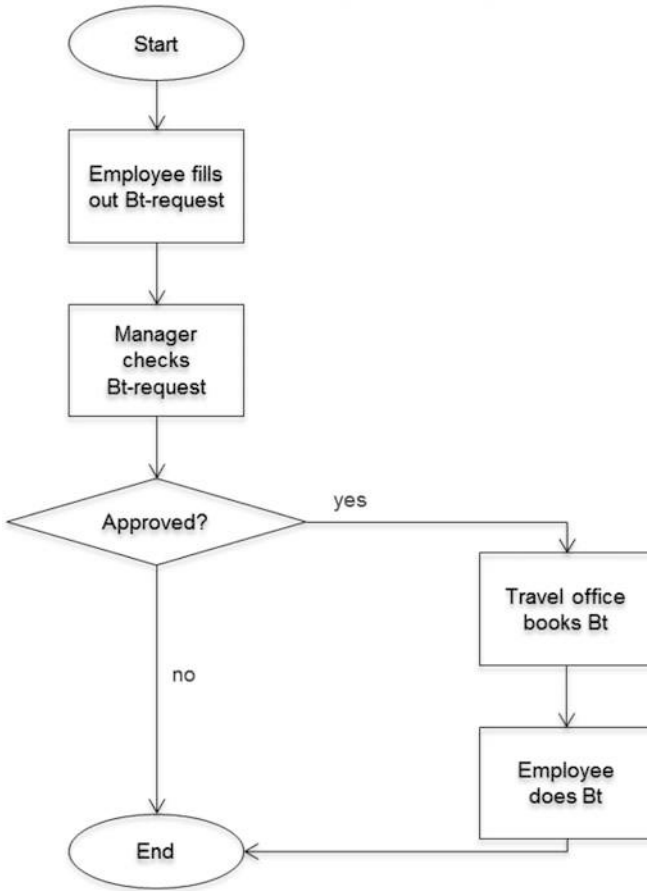 Start
Employee fills
out Bt-request
Manager
checks
Bt-request
Approved?
yes
Travel office
books Bt
no
Employee
does Bt
End